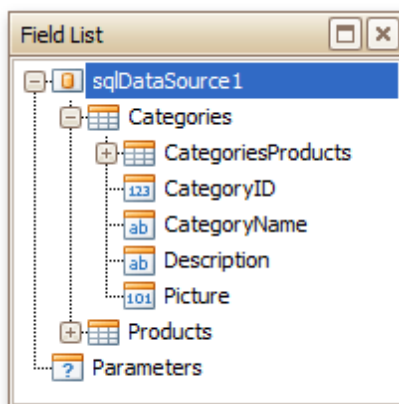 Field List
sqlDataSource1
Categories
CategoriesProducts
123 CategoryID
ab CategoryName
ab Description
101 Picture
Products
? Parameters